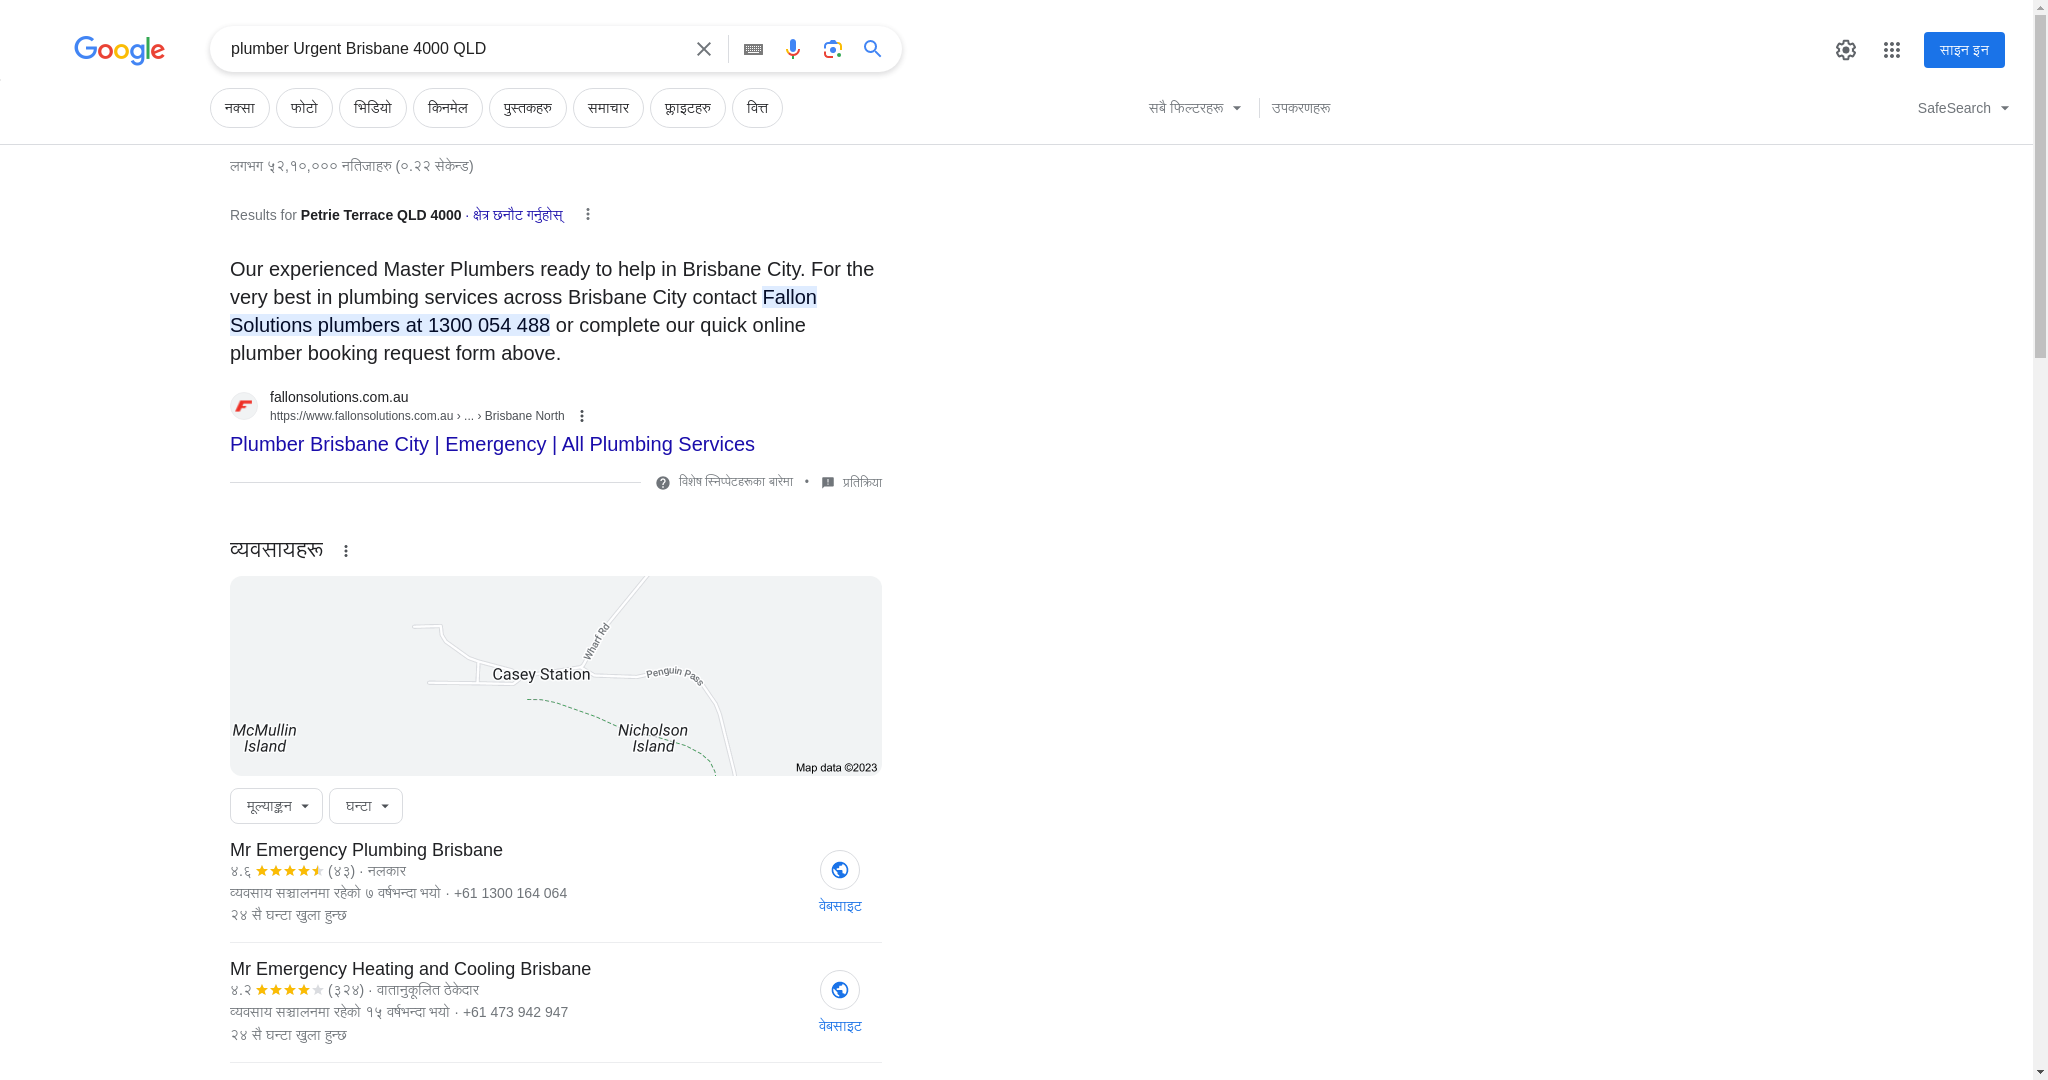 Google
plumber Urgent Brisbane 4000 QLD
साइन इन
नक्सा
फोटो
भिडियो
किनमेल
पुस्तकहरु
समाचार
फ्लाइटहरु
वित्त
सबै फिल्टरहरू
उपकरणहरू
SafeSearch
लगभग ५२,१०,००० नतिजाहरु (०.२२ सेकेन्ड)
Results for Petrie Terrace QLD 4000 · क्षेत्र छनौट गर्नुहोस्
Our experienced Master Plumbers ready to help in Brisbane City. For the
very best in plumbing services across Brisbane City contact Fallon
Solutions plumbers at 1300 054 488 or complete our quick online
plumber booking request form above.
fallonsolutions.com.au
https://www.fallonsolutions.com.au › ... › Brisbane North
Plumber Brisbane City | Emergency | All Plumbing Services
विशेष स्निप्पेटहरूका बारेमा • प्रतिक्रिया
व्यवसायहरू
Wharf Rd
Casey Station
Penguin Pass
McMullin
Island
Nicholson
Island
Map data ©2023
मूल्याङ्कन
घन्टा
Mr Emergency Plumbing Brisbane
४.६ (४३) · नलकार
व्यवसाय सञ्चालनमा रहेको ७ वर्षभन्दा भयो · +61 1300 164 064
२४ सै घन्टा खुला हुन्छ
वेबसाइट
Mr Emergency Heating and Cooling Brisbane
४.२ (३२४) · वातानुकूलित ठेकेदार
व्यवसाय सञ्चालनमा रहेको १५ वर्षभन्दा भयो · +61 473 942 947
२४ सै घन्टा खुला हुन्छ
वेबसाइट